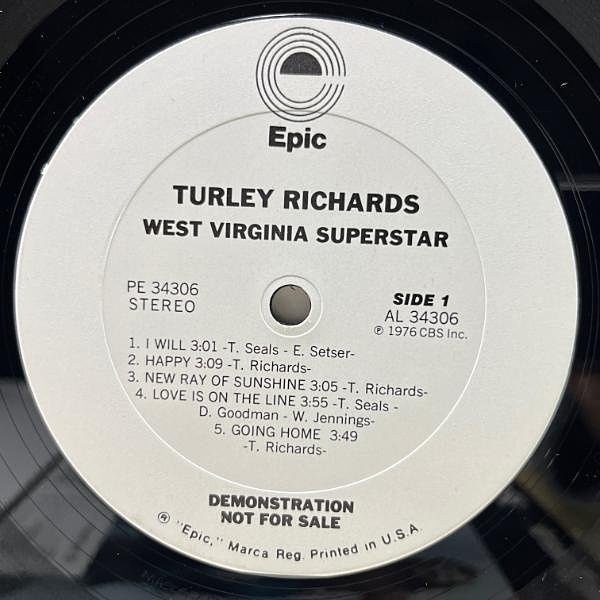 Epic
TURLEY RICHARDS
WEST VIRGINIA SUPERSTAR
PE 34306
STEREO
SIDE 1
AL 34306
℗ 1976 CBS Inc.
1. I WILL 3:01 -T. Seals - E. Setser-
2. HAPPY 3:09 -T. Richards-
3. NEW RAY OF SUNSHINE 3:05 -T. Richards-
4. LOVE IS ON THE LINE 3:55 -T. Seals -
D. Goodman - W. Jennings-
5. GOING HOME 3:49
-T. Richards-
DEMONSTRATION
NOT FOR SALE
® "Epic," Marca Reg. Printed in U.S.A.